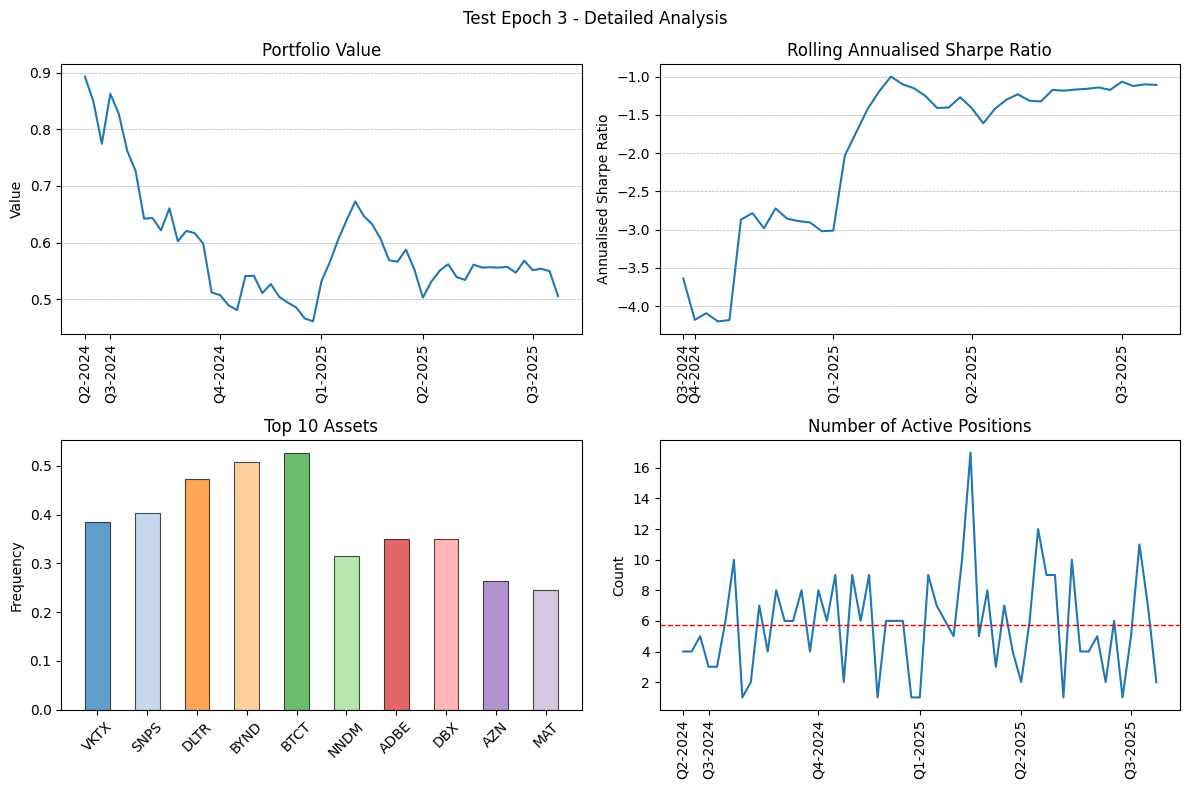 Test Epoch 3 - Detailed Analysis
Portfolio Value
Value
0.9
0.8
0.7
0.6
0.5
Q2-2024
Q3-2024
Q4-2024
Q1-2025
Q2-2025
Q3-2025
Rolling Annualised Sharpe Ratio
Annualised Sharpe Ratio
−1.0
−1.5
−2.0
−2.5
−3.0
−3.5
−4.0
Q3-2024
Q4-2024
Q1-2025
Q2-2025
Q3-2025
Top 10 Assets
Frequency
0.5
0.4
0.3
0.2
0.1
0.0
VKTX
SNPS
DLTR
BYND
BTCT
NNDM
ADBE
DBX
AZN
MAT
Number of Active Positions
Count
16
14
12
10
8
6
4
2
Q2-2024
Q3-2024
Q4-2024
Q1-2025
Q2-2025
Q3-2025